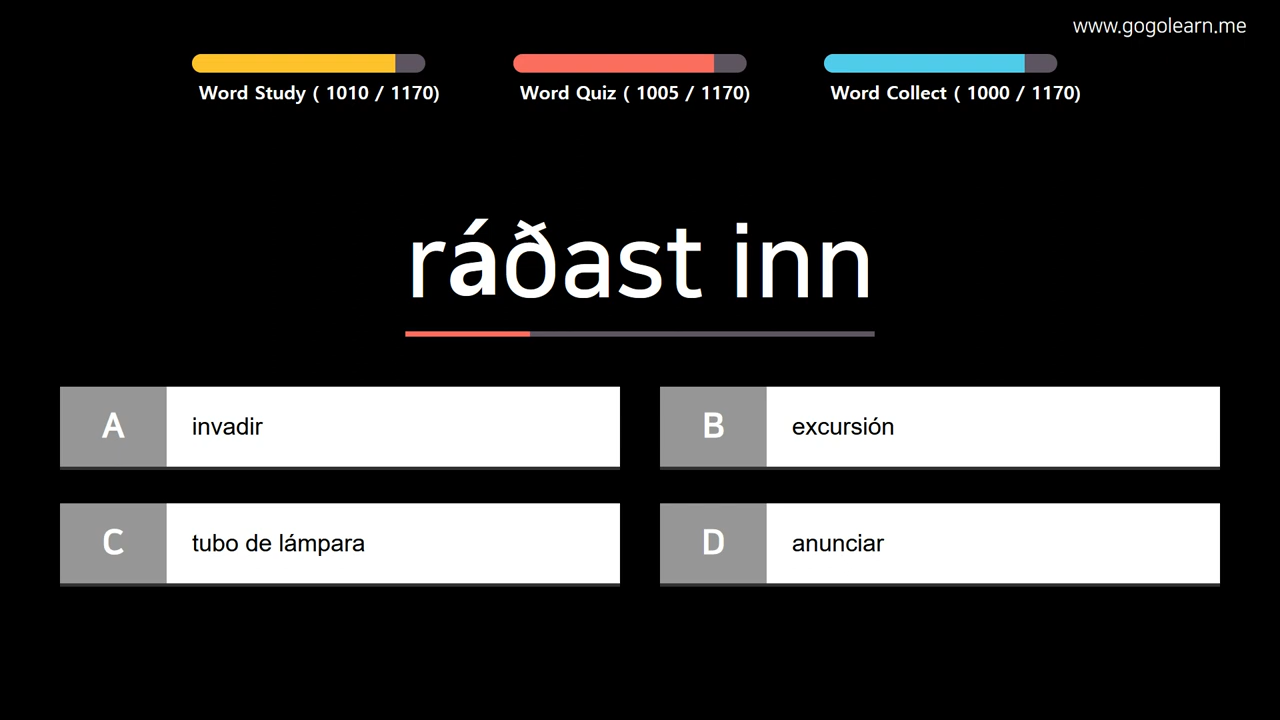 www.gogolearn.me
Word Study ( 1010 / 1170)
Word Quiz ( 1005 / 1170)
Word Collect ( 1000 / 1170)
ráðast inn
A
invadir
B
excursión
C
tubo de lámpara
D
anunciar